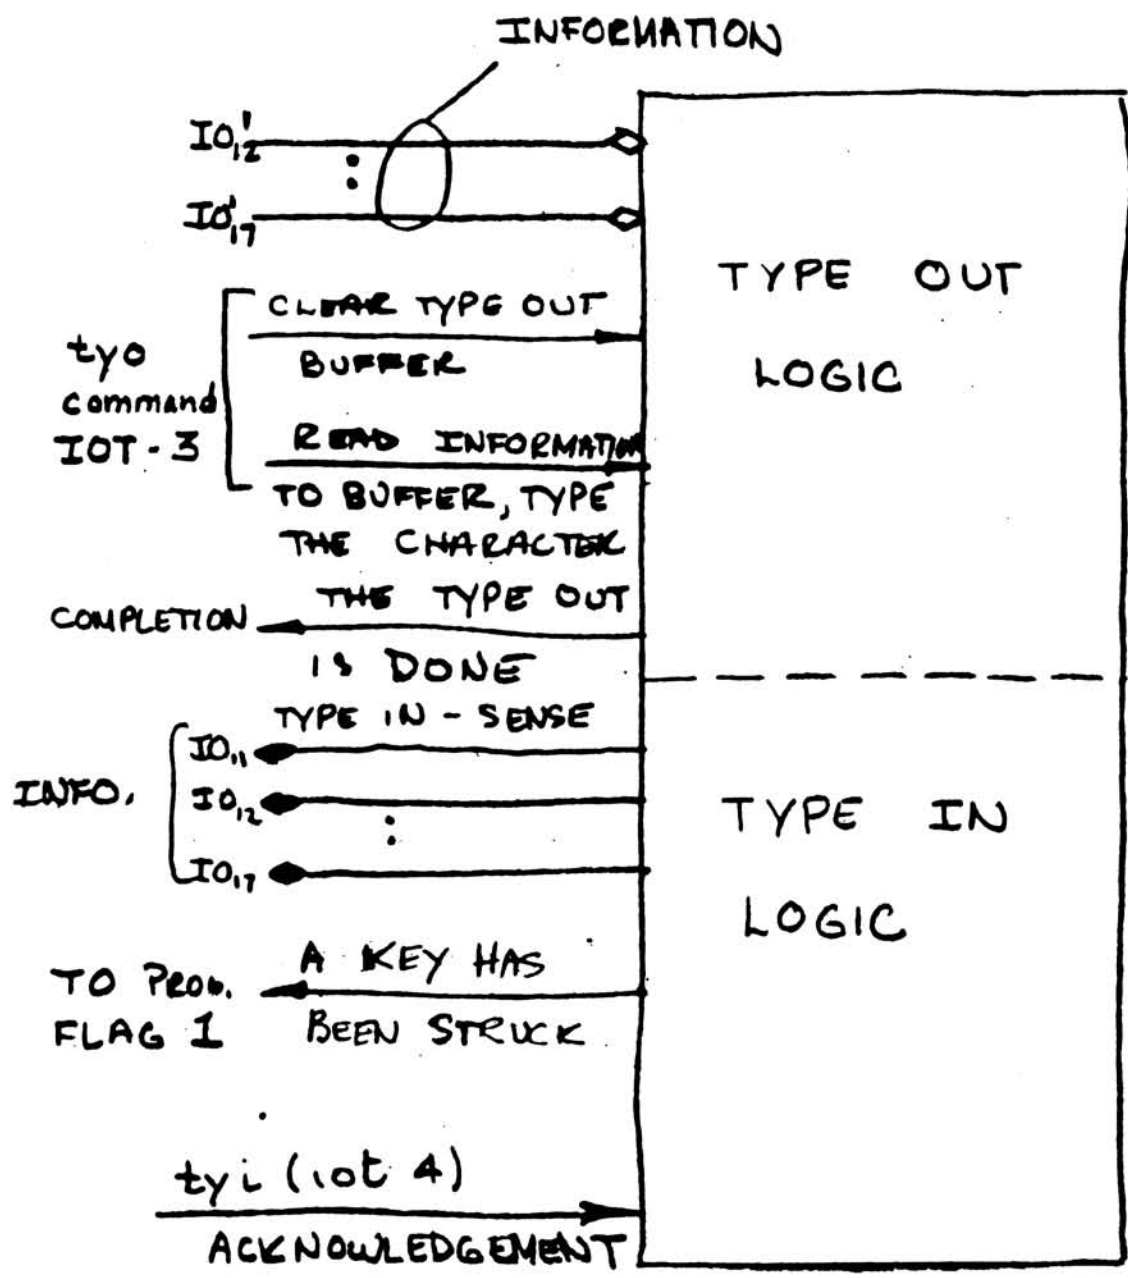 INFORMATION
IO'12
IO'17
TYPE OUT
LOGIC
tyo
command
IOT-3
CLEAR TYPE OUT
BUFFER
READ INFORMATION
TO BUFFER, TYPE
THE CHARACTER
COMPLETION
THE TYPE OUT
IS DONE
TYPE IN - SENSE
INFO.
IO11
IO12
IO17
TYPE IN
LOGIC
TO PROG.
FLAG 1
A KEY HAS
BEEN STRUCK
tyi (iot 4)
ACKNOWLEDGEMENT